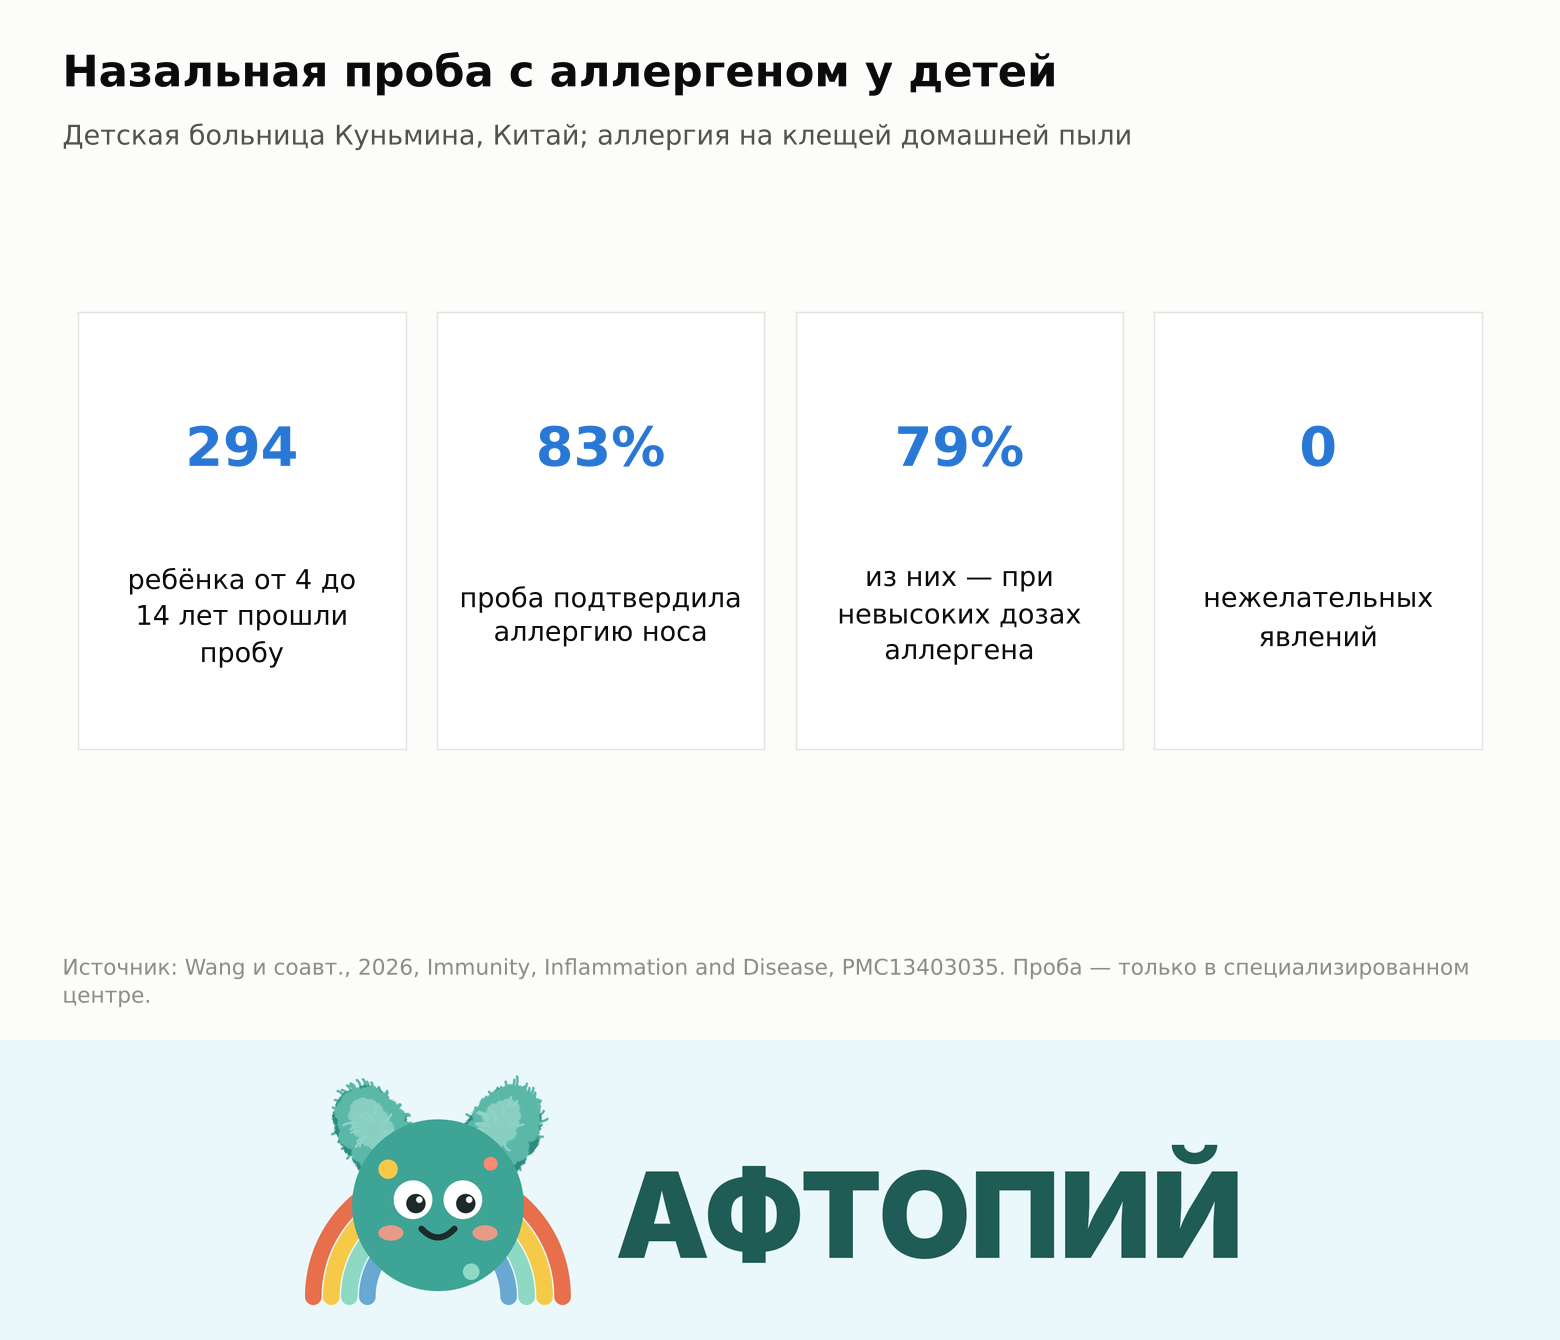 Назальная проба с аллергеном у детей
Детская больница Куньмина, Китай; аллергия на клещей домашней пыли
294
ребёнка от 4 до
14 лет прошли
пробу
83%
проба подтвердила
аллергию носа
79%
из них — при
невысоких дозах
аллергена
0
нежелательных
явлений
Источник: Wang и соавт., 2026, Immunity, Inflammation and Disease, PMC13403035. Проба — только в специализированном
центре.
АФТОПИЙ